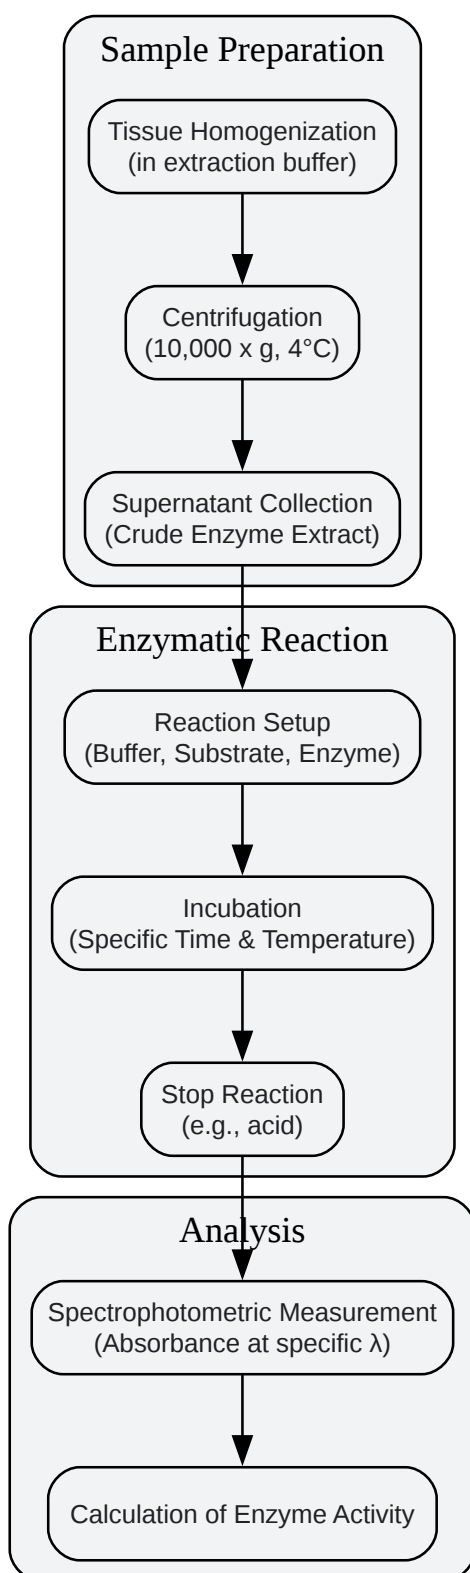 Sample Preparation
Tissue Homogenization
(in extraction buffer)
Centrifugation
(10,000 x g, 4°C)
Supernatant Collection
(Crude Enzyme Extract)
Enzymatic Reaction
Reaction Setup
(Buffer, Substrate, Enzyme)
Incubation
(Specific Time & Temperature)
Stop Reaction
(e.g., acid)
Analysis
Spectrophotometric Measurement
(Absorbance at specific λ)
Calculation of Enzyme Activity